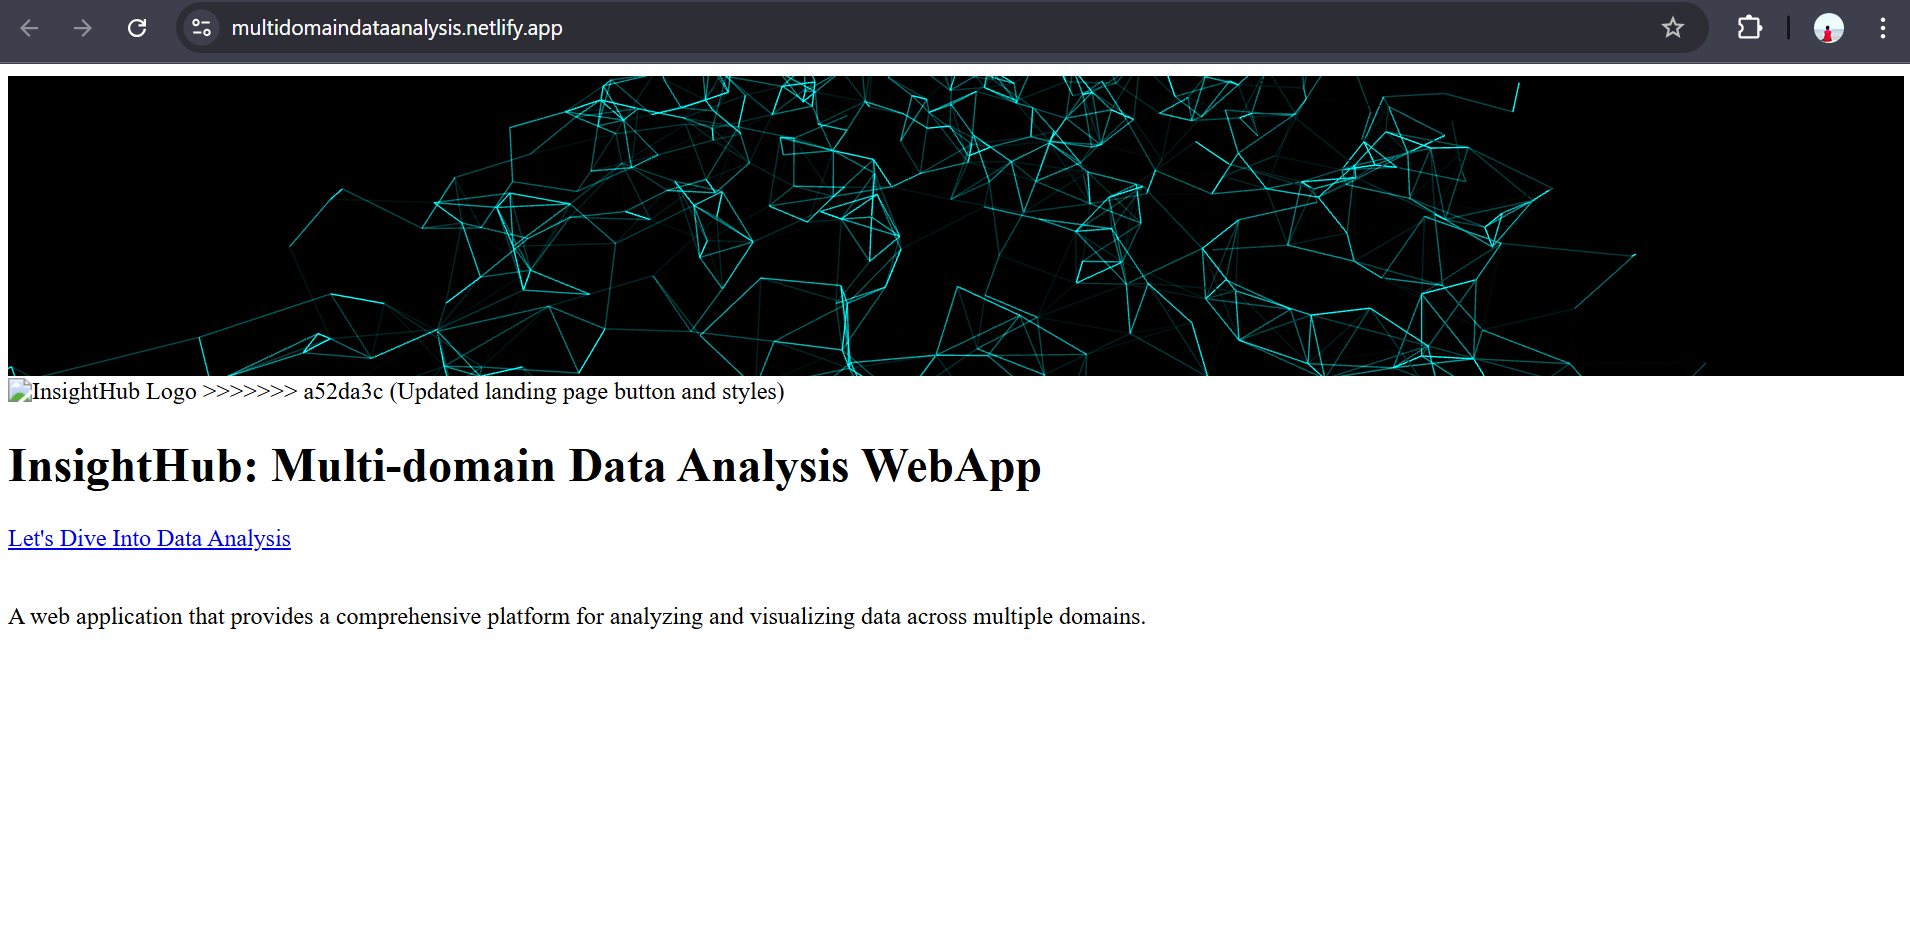 multidomaindataanalysis.netlify.app
InsightHub Logo >>>>>>> a52da3c (Updated landing page button and styles)
InsightHub: Multi-domain Data Analysis WebApp
Let's Dive Into Data Analysis
A web application that provides a comprehensive platform for analyzing and visualizing data across multiple domains.